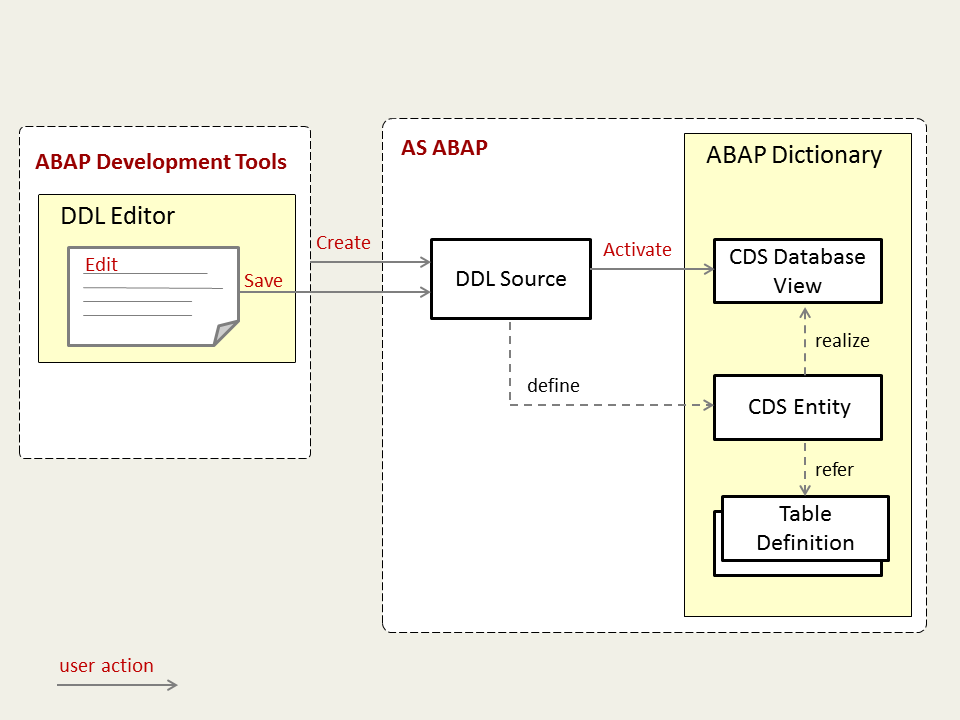 ABAP Development Tools
DDL Editor
Edit
Save
Create
AS ABAP
DDL Source
Activate
define
ABAP Dictionary
CDS Database
View
realize
CDS Entity
refer
Table
Definition
user action